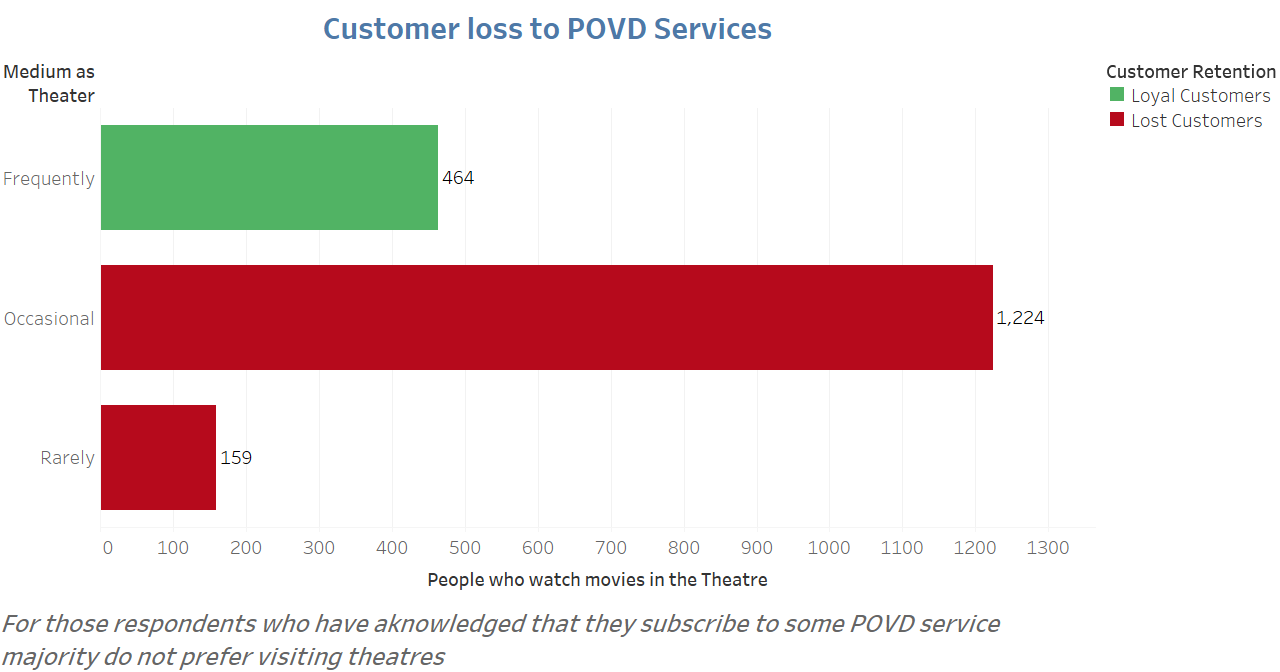 Customer loss to POVD Services
Medium as
Theater
Customer Retention
Loyal Customers
Lost Customers
Frequently
464
Occasional
1,224
Rarely
159
0 100 200 300 400 500 600 700 800 900 1000 1100 1200 1300
People who watch movies in the Theatre
For those respondents who have aknowledged that they subscribe to some POVD service
majority do not prefer visiting theatres